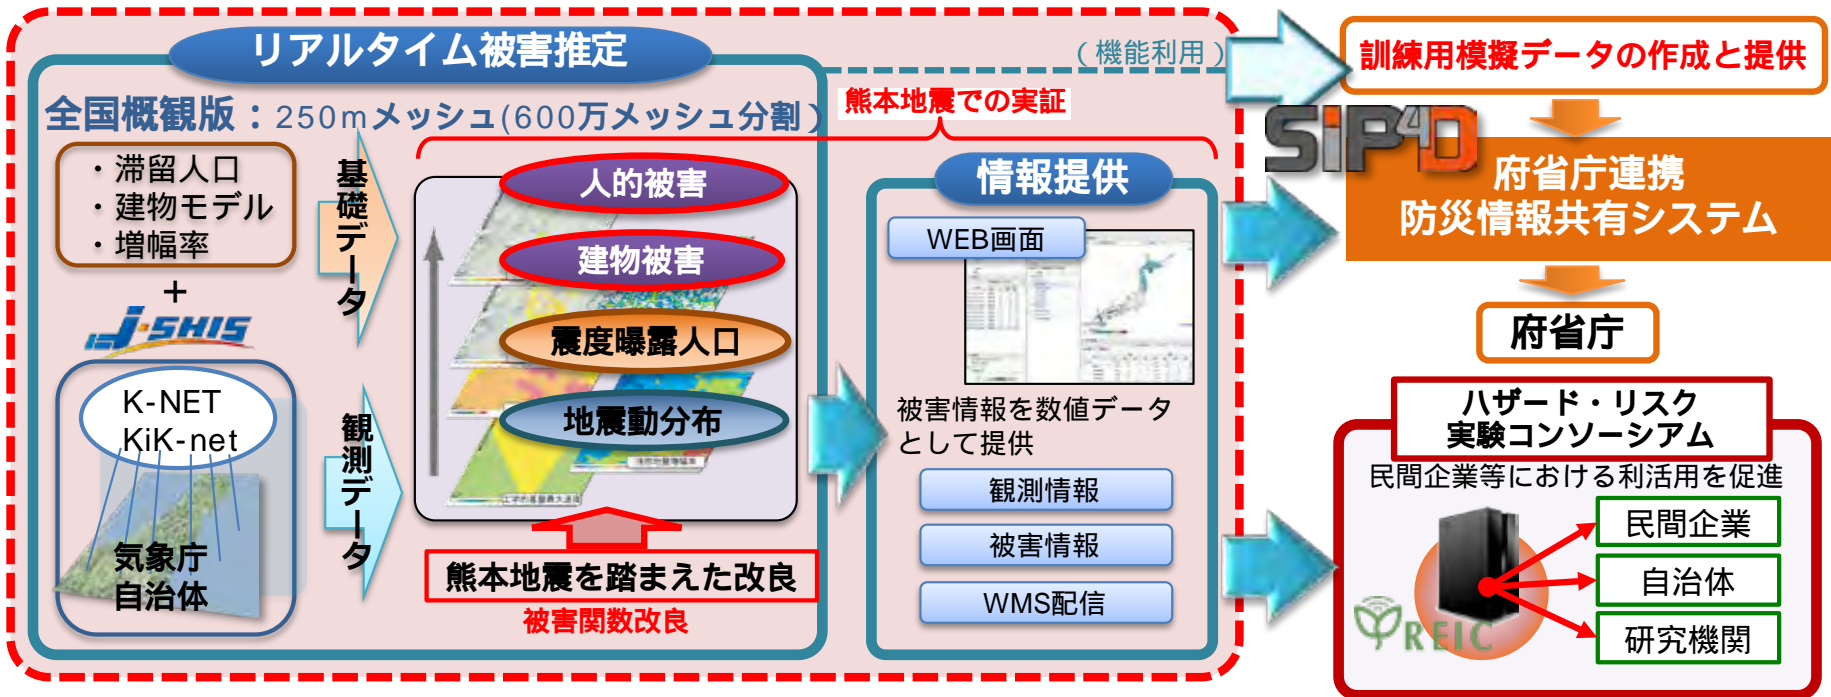 リアルタイム被害推定
(機能利用)
訓練用模擬データの作成と提供
全国概観版：250mメッシュ(600万メッシュ分割)
熊本地震での実証
SiP4D
・滞留人口
・建物モデル
・増幅率
+
J-SHIS
基礎データ
人的被害
建物被害
震度曝露人口
地震動分布
情報提供
WEB画面
府省庁連携
防災情報共有システム
府省庁
K-NET
KiK-net
気象庁
自治体
観測データ
被害情報を数値データ
として提供
観測情報
被害情報
WMS配信
熊本地震を踏まえた改良
被害関数改良
ハザード・リスク
実験コンソーシアム
民間企業等における利活用を促進
民間企業
自治体
研究機関
REIC